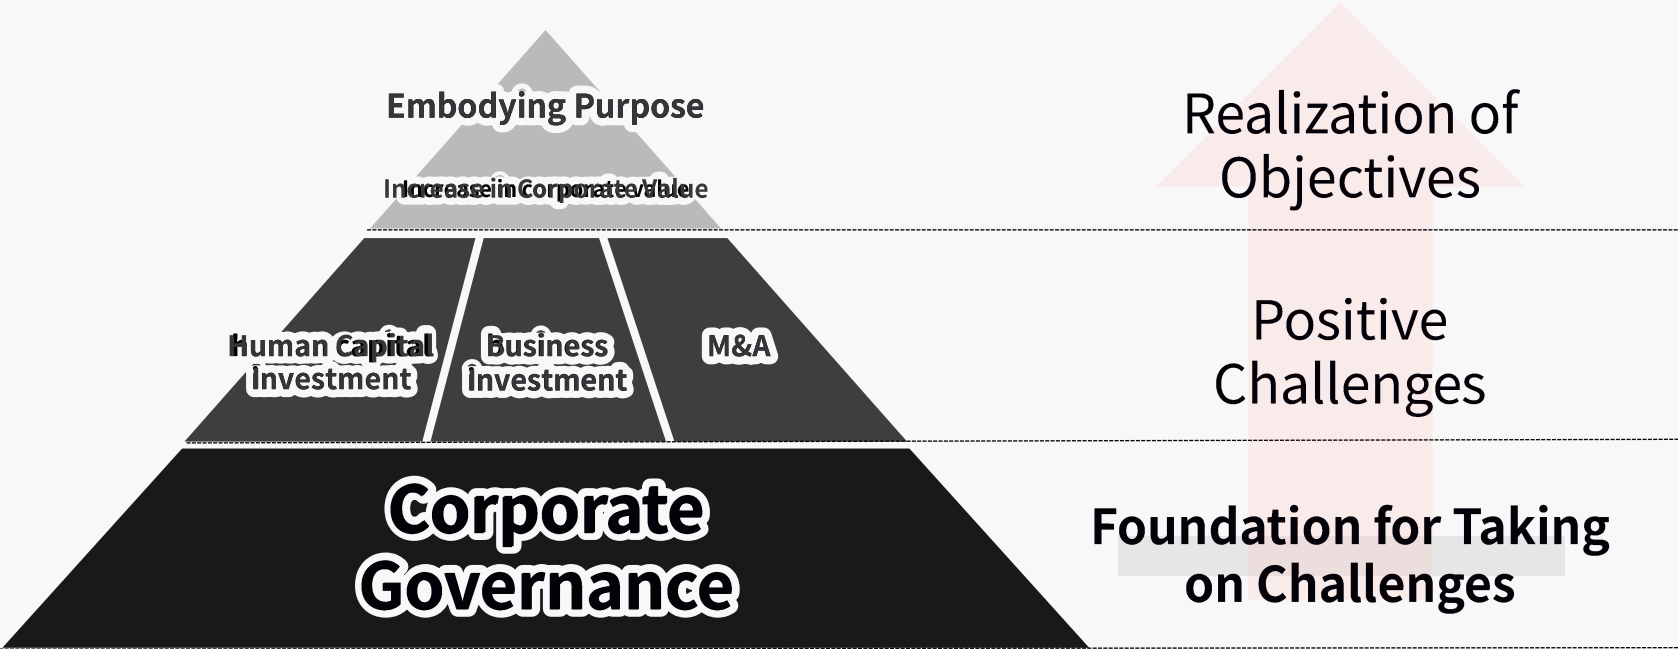 Embodying Purpose
Increase in Corporate Value
Realization of
Objectives
Human Capital
Investment
Business
Investment
M&A
Positive
Challenges
Corporate
Governance
Foundation for Taking
on Challenges